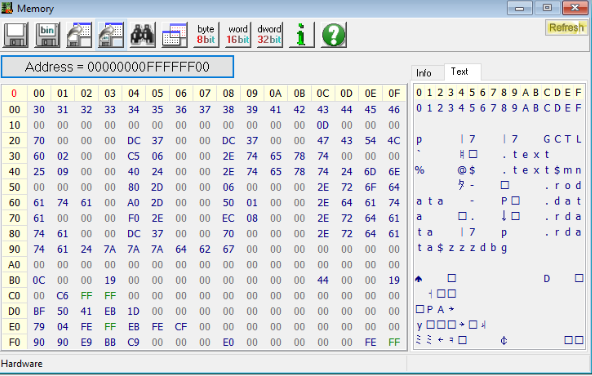 Memory
Refresh
bin
byte 8bit
word 16bit
dword 32bit
Address = 00000000FFFFFF00
Info Text
0 00 01 02 03 04 05 06 07 08 09 0A 0B 0C 0D 0E 0F
0 1 2 3 4 5 6 7 8 9 A B C D E F
00 30 31 32 33 34 35 36 37 38 39 41 42 43 44 45 46
0 1 2 3 4 5 6 7 8 9 A B C D E F
10 00 00 00 00 00 00 00 00 00 00 00 00 0D 00 00 00
20 70 00 00 00 DC 37 00 00 DC 37 00 00 47 43 54 4C
p |7 |7 GCTL
30 60 02 00 00 C5 06 00 00 2E 74 65 78 74 00 00 00
` .text
40 25 09 00 00 40 24 00 00 2E 74 65 78 74 24 6D 6E
% @$ .text$mn
50 00 00 00 00 80 2D 00 00 06 00 00 00 2E 72 6F 64
- .rod
60 61 74 61 00 A0 2D 00 00 50 01 00 00 2E 64 61 74
ata - P .dat
70 61 00 00 00 F0 2E 00 00 EC 08 00 00 2E 72 64 61
a . .rda
80 74 61 00 00 DC 37 00 00 70 00 00 00 2E 72 64 61
ta |7 p .rda
90 74 61 24 7A 7A 7A 64 62 67 00 00 00 00 00 00 00
ta$zzzdbg
A0 00 00 00 00 00 00 00 00 00 00 00 00 00 00 00 00
B0 0C 00 00 19 00 00 00 00 00 00 00 00 44 00 00 19
D
C0 00 C6 FF FF 00 00 00 00 00 00 00 00 00 00 00 00
D0 BF 50 41 EB 1D 00 00 00 00 00 00 00 00 00 00 00
PA
E0 79 04 FE FF EB FE CF 00 00 00 00 00 00 00 00 00
y
F0 90 90 E9 BB C9 00 00 00 E0 00 00 00 00 00 FE FF
Hardware